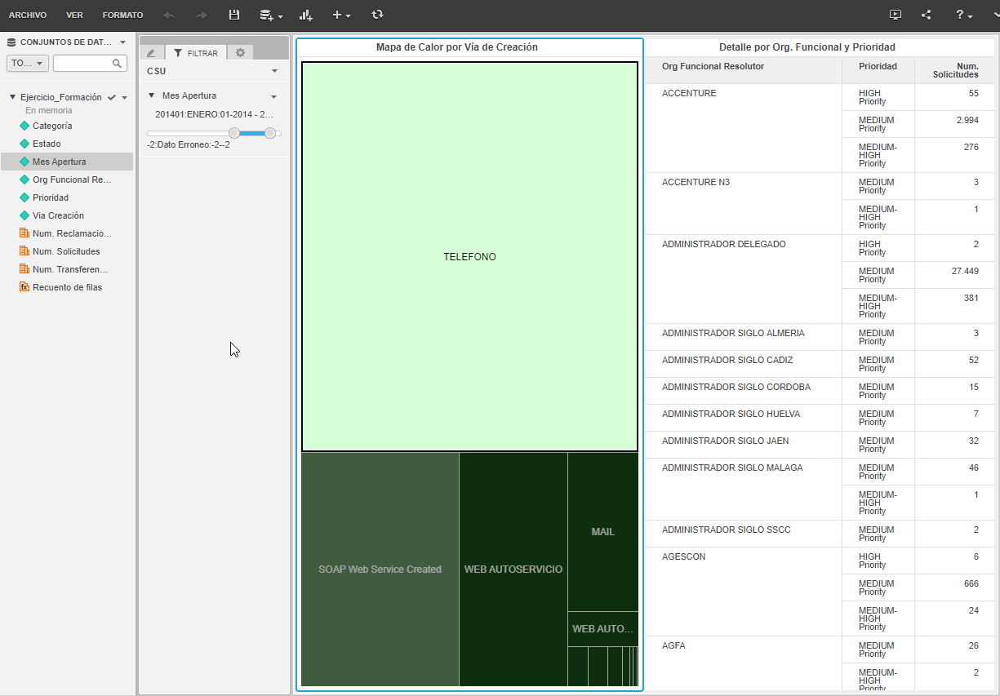 ARCHIVO VER FORMATO
?
CONJUNTOS DE DAT...
TO...
Ejercicio_Formación
En memoria
Categoría
Estado
Mes Apertura
Org Funcional Re...
Prioridad
Via Creación
Num. Reclamacio...
Num. Solicitudes
Num. Transferen...
fx Recuento de filas
FILTRAR
CSU
Mes Apertura
201401:ENERO:01-2014 - 2...
-2:Dato Erroneo:-2--2
Mapa de Calor por Vía de Creación
TELEFONO
SOAP Web Service Created
WEB AUTOSERVICIO
MAIL
WEB AUTO...
Detalle por Org. Funcional y Prioridad
Org Funcional Resolutor Prioridad Num.
Solicitudes
ACCENTURE HIGH 55
Priority
MEDIUM 2.994
Priority
MEDIUM- 276
HIGH
Priority
ACCENTURE N3 MEDIUM 3
Priority
MEDIUM- 1
HIGH
Priority
ADMINISTRADOR DELEGADO HIGH 2
Priority
MEDIUM 27.449
Priority
MEDIUM- 381
HIGH
Priority
ADMINISTRADOR SIGLO ALMERIA MEDIUM 3
Priority
ADMINISTRADOR SIGLO CADIZ MEDIUM 52
Priority
ADMINISTRADOR SIGLO CORDOBA MEDIUM 15
Priority
ADMINISTRADOR SIGLO HUELVA MEDIUM 7
Priority
ADMINISTRADOR SIGLO JAEN MEDIUM 32
Priority
ADMINISTRADOR SIGLO MALAGA MEDIUM 46
Priority
MEDIUM- 1
HIGH
Priority
ADMINISTRADOR SIGLO SSCC MEDIUM 2
Priority
AGESCON HIGH 6
Priority
MEDIUM 666
Priority
MEDIUM- 24
HIGH
Priority
AGFA MEDIUM 26
Priority
MEDIUM- 2
HIGH
Priority